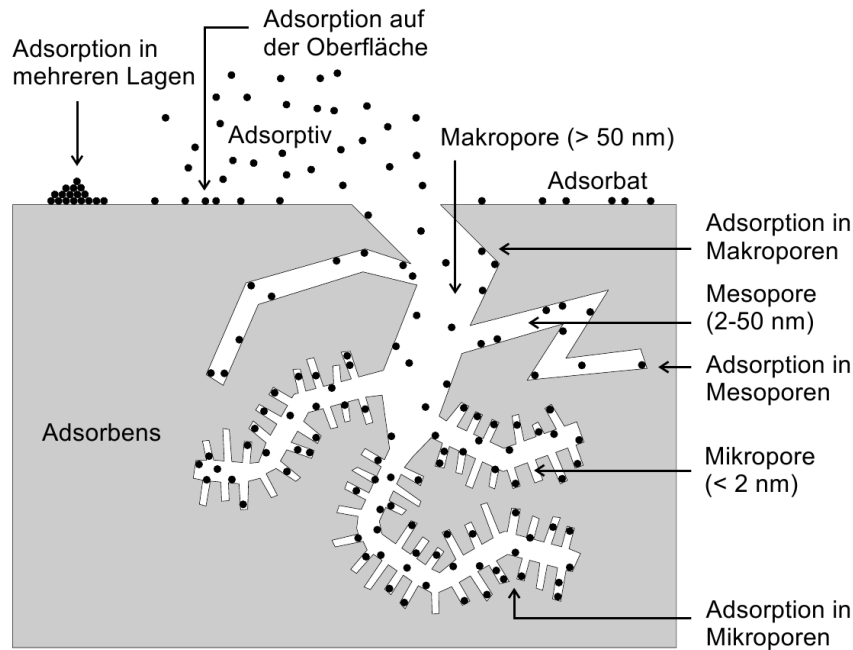 Adsorption in
mehreren Lagen
Adsorption auf
der Oberfläche
Adsorptiv
Makropore (> 50 nm)
Adsorbat
Adsorption in
Makroporen
Mesopore
(2-50 nm)
Adsorption in
Mesoporen
Adsorbens
Mikropore
(< 2 nm)
Adsorption in
Mikroporen